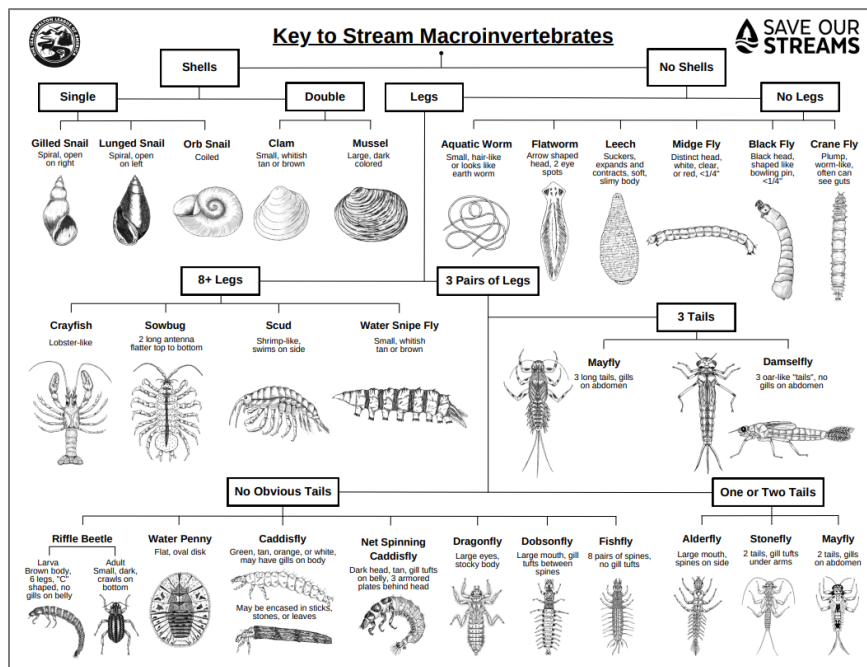 Key to Stream Macroinvertebrates
SAVE OUR
STREAMS
Shells
No Shells
Single
Double
Legs
No Legs
Gilled Snail
Spiral, open
on right
Lunged Snail
Spiral, open
on left
Orb Snail
Coiled
Clam
Small, whitish
tan or brown
Mussel
Large, dark
colored
Aquatic Worm
Small, hair-like
or looks like
earth worm
Flatworm
Arrow shaped
head, 2 eye
spots
Leech
Suckers,
expands and
contracts, soft,
slimy body
Midge Fly
Distinct head,
white, clear,
or red, <1/4"
Black Fly
Black head,
shaped like
bowling pin,
<1/4"
Crane Fly
Plump,
worm-like,
often can
see guts
8+ Legs
3 Pairs of Legs
Crayfish
Lobster-like
Sowbug
2 long antenna
flatter top to bottom
Scud
Shrimp-like,
swims on side
Water Snipe Fly
Small, whitish
tan or brown
3 Tails
Mayfly
3 long tails, gills
on abdomen
Damselfly
3 oar-like "tails", no
gills on abdomen
No Obvious Tails
One or Two Tails
Riffle Beetle
Larva
Brown body,
6 legs, "C"
shaped, no
gills on belly
Adult
Small, dark,
crawls on
bottom
Water Penny
Flat, oval disk
Caddisfly
Green, tan, orange, or white,
may have gills on body
May be encased in sticks,
stones, or leaves
Net Spinning
Caddisfly
Dark head, tan, gill tufts
on belly, 3 armored
plates behind head
Dragonfly
Large eyes,
stocky body
Dobsonfly
Large mouth, gill
tufts between
spines
Fishfly
8 pairs of spines,
no gill tufts
Alderfly
Large mouth,
spines on side
Stonefly
2 tails, gill tufts
under arms
Mayfly
2 tails, gills
on abdomen